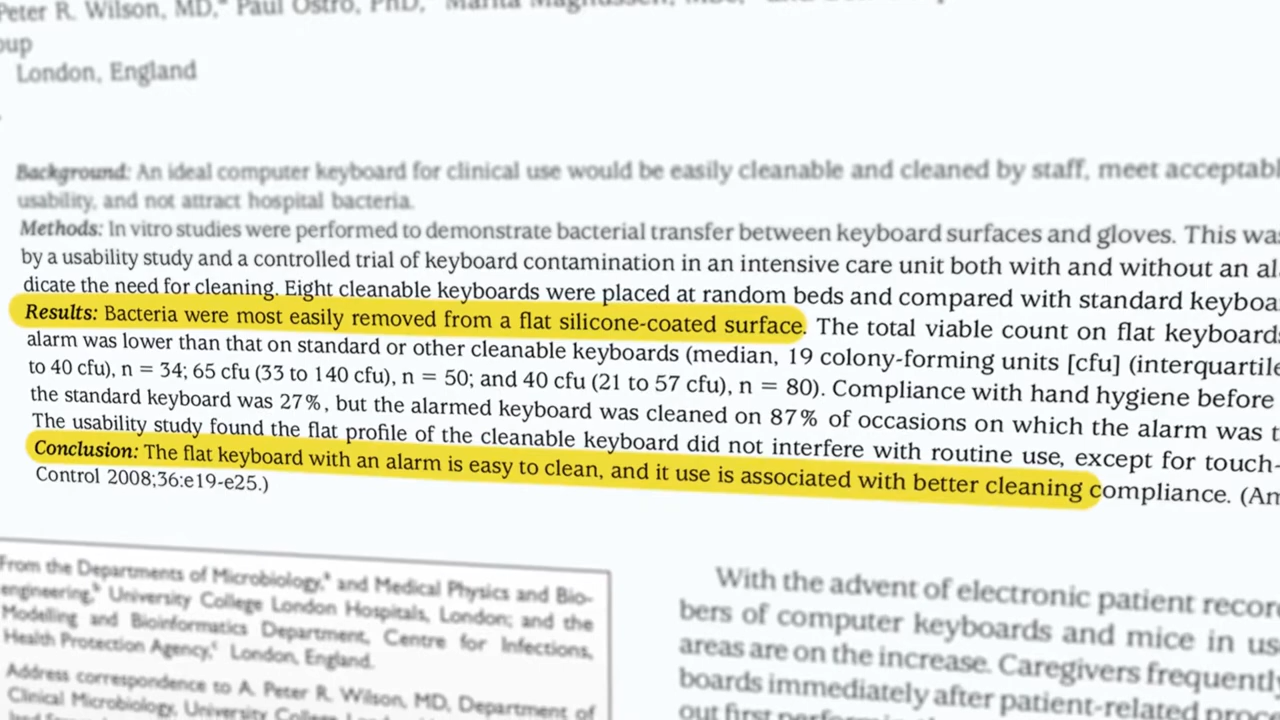 Peter R. Wilson, MD, Paul Ostro, PhD,
oup
London, England
Background: An ideal computer keyboard for clinical use would be easily cleanable and cleaned by staff, meet acceptabl
usability, and not attract hospital bacteria.
Methods: In vitro studies were performed to demonstrate bacterial transfer between keyboard surfaces and gloves. This wa
by a usability study and a controlled trial of keyboard contamination in an intensive care unit both with and without an al
dicate the need for cleaning. Eight cleanable keyboards were placed at random beds and compared with standard keyboa
Results: Bacteria were most easily removed from a flat silicone-coated surface. The total viable count on flat keyboard
alarm was lower than that on standard or other cleanable keyboards (median, 19 colony-forming units [cfu] (interquartile
to 40 cfu), n = 34; 65 cfu (33 to 140 cfu), n = 50; and 40 cfu (21 to 57 cfu), n = 80). Compliance with hand hygiene before
the standard keyboard was 27%, but the alarmed keyboard was cleaned on 87% of occasions on which the alarm was t
The usability study found the flat profile of the cleanable keyboard did not interfere with routine use, except for touch-
Conclusion: The flat keyboard with an alarm is easy to clean, and it use is associated with better cleaning compliance. (Am
Control 2008;36:e19-e25.)
From the Departments of Microbiology,ᵃ and Medical Physics and Bio-
engineering,ᵇ University College London Hospitals, London; and the
Modelling and Bioinformatics Department, Centre for Infections,
Health Protection Agency,ᶜ London, England.
Address correspondence to A. Peter R. Wilson, MD, Department of
Clinical Microbiology, University College London
With the advent of electronic patient recor
bers of computer keyboards and mice in us
areas are on the increase. Caregivers frequently
boards immediately after patient-related proce
out first